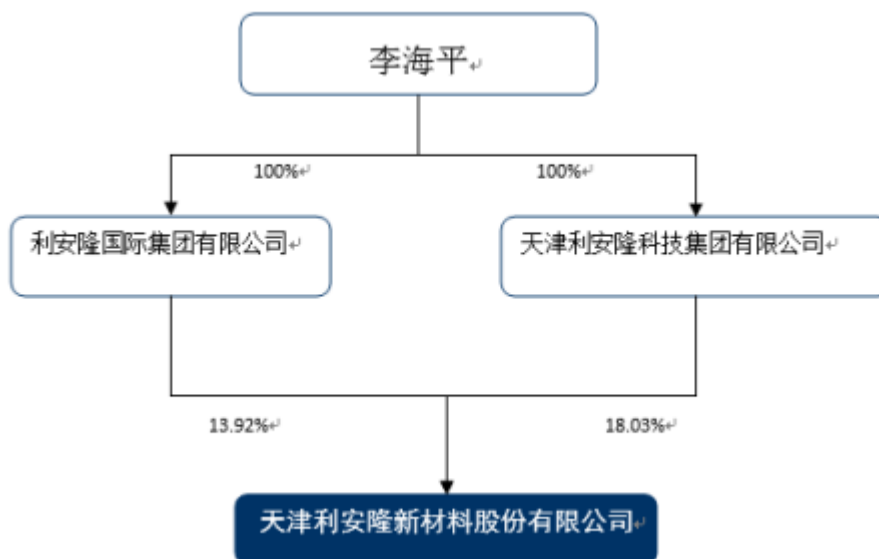 李海平
100%
100%
利安隆国际集团有限公司
天津利安隆科技集团有限公司
13.92%
18.03%
天津利安隆新材料股份有限公司